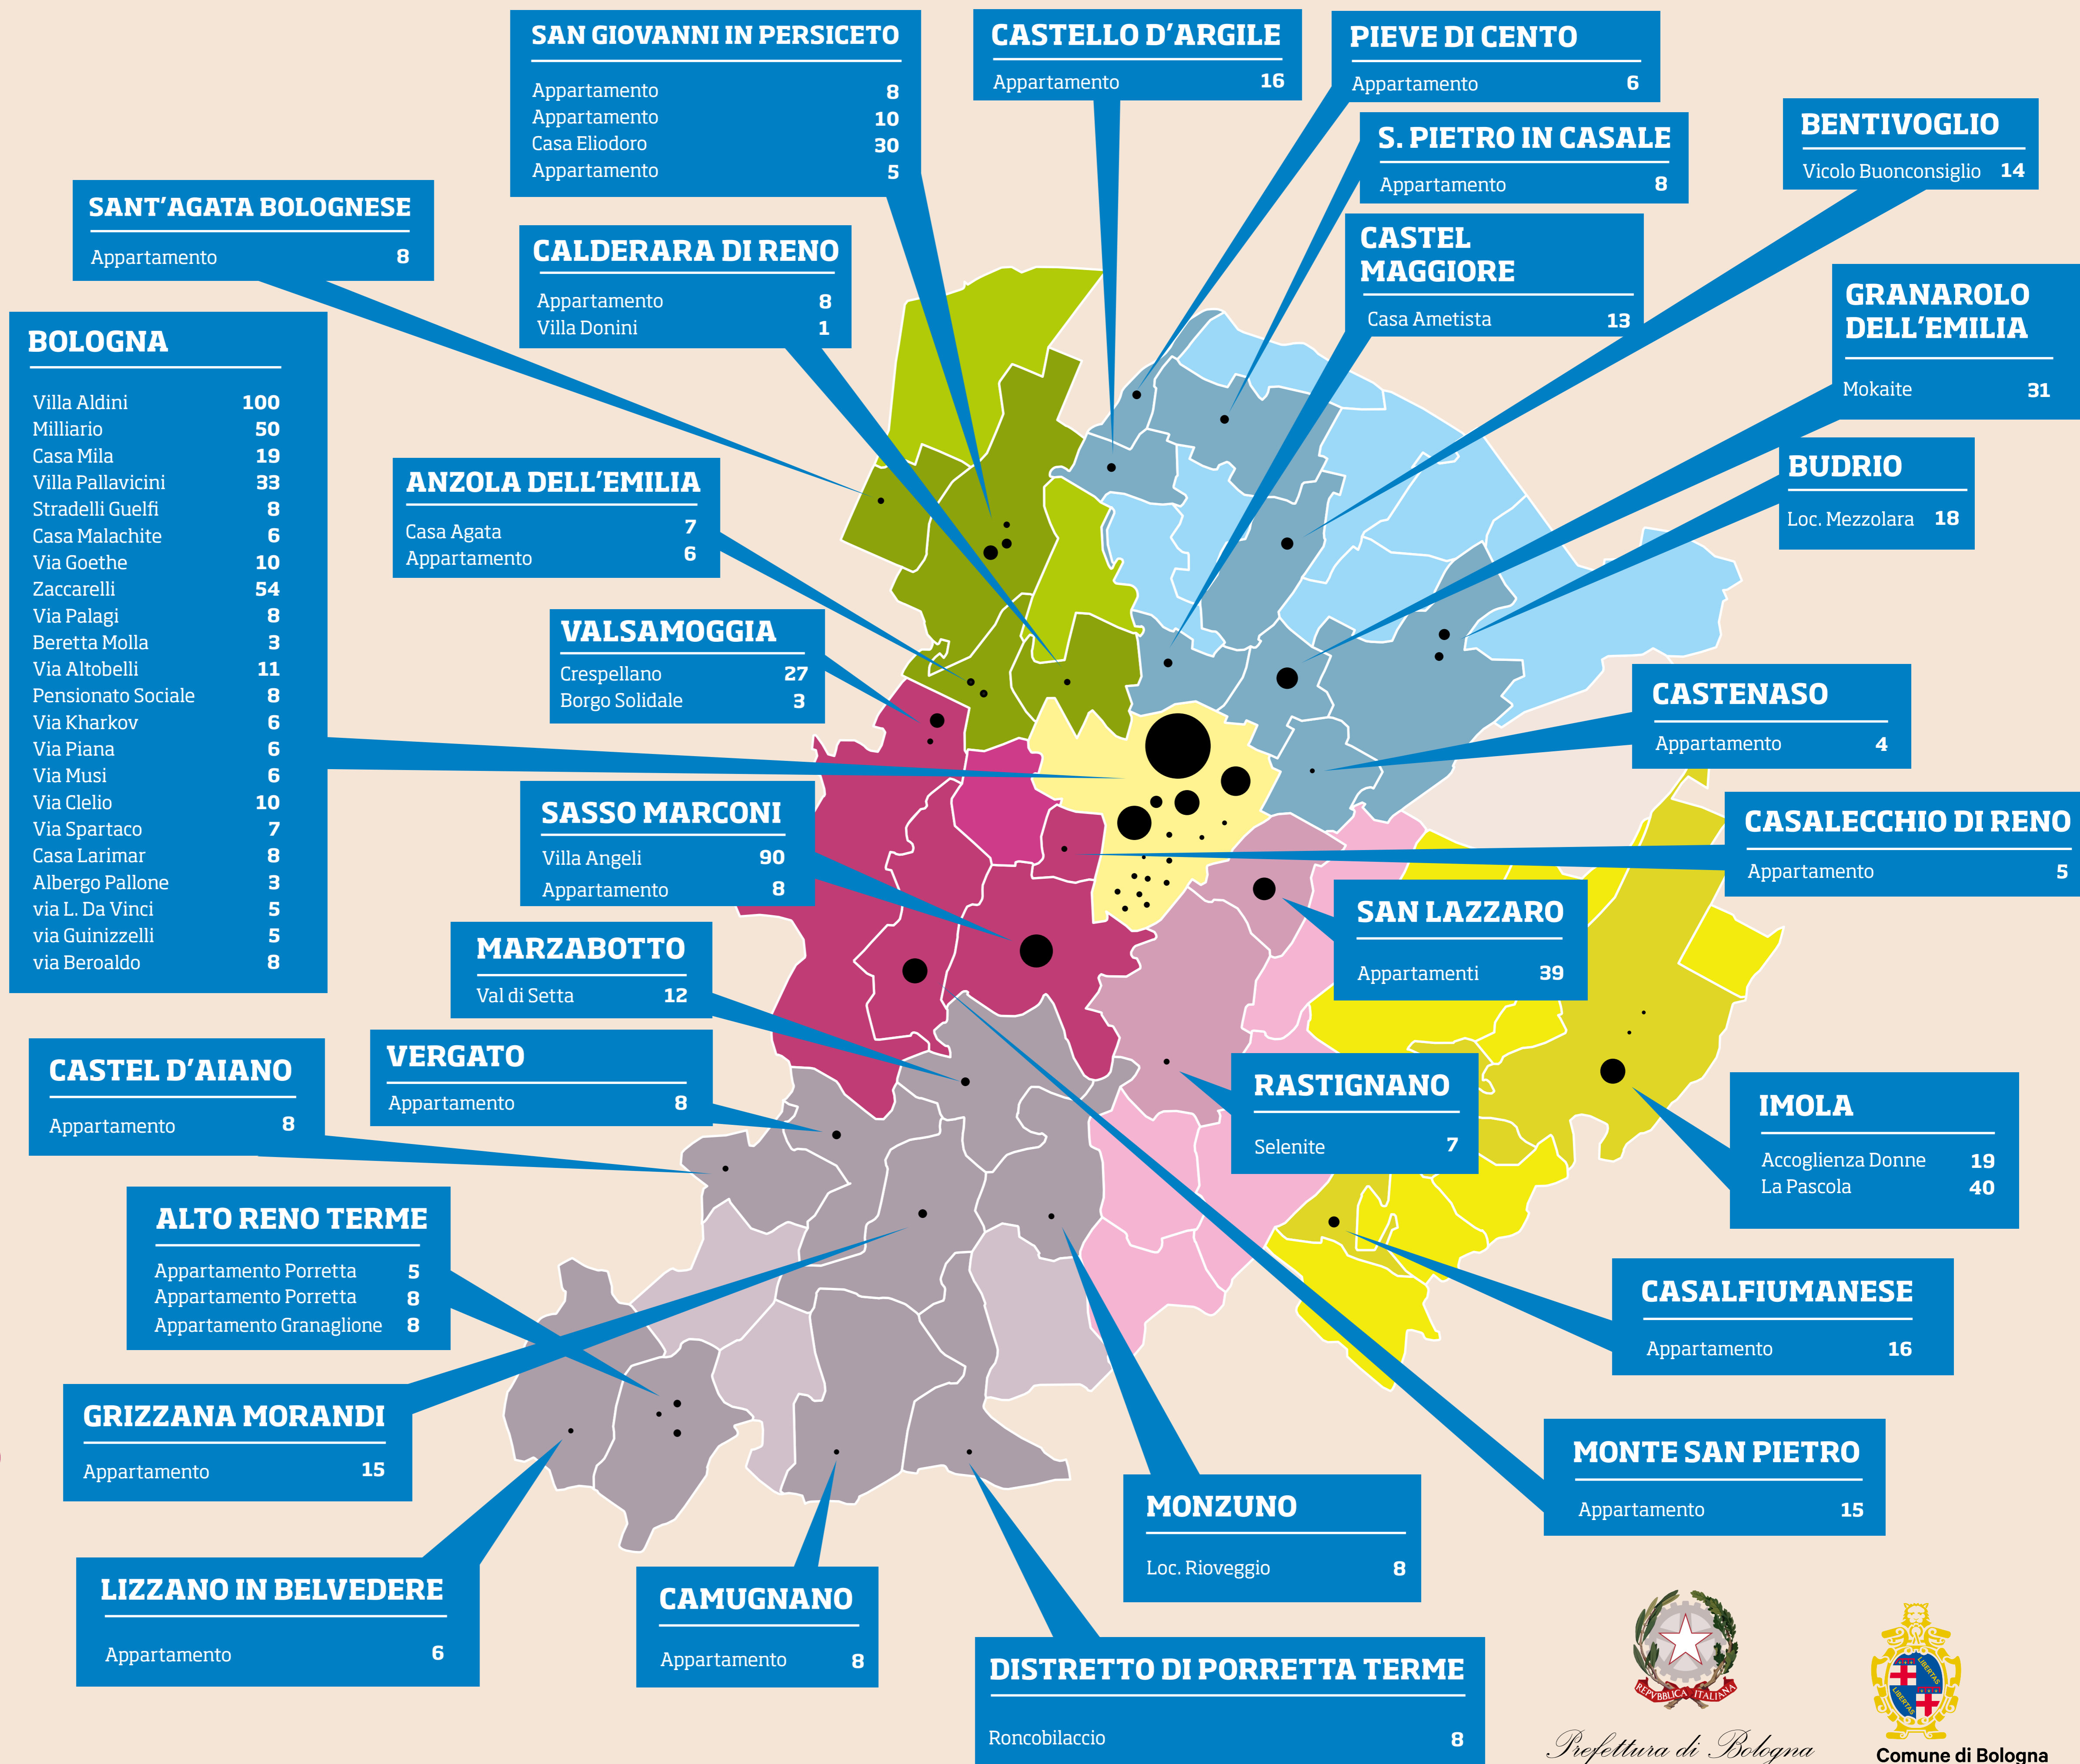 SAN GIOVANNI IN PERSICETO
Appartamento 8
Appartamento 10
Casa Eliodoro 30
Appartamento 5
CASTELLO D'ARGILE
Appartamento 16
PIEVE DI CENTO
Appartamento 6
S. PIETRO IN CASALE
Appartamento 8
BENTIVOGLIO
Vicolo Buonconsiglio 14
SANT'AGATA BOLOGNESE
Appartamento 8
CALDERARA DI RENO
Appartamento 8
Villa Donini 1
CASTEL
MAGGIORE
Casa Ametista 13
GRANAROLO
DELL'EMILIA
Mokaite 31
BOLOGNA
Villa Aldini 100
Milliario 50
Casa Mila 19
Villa Pallavicini 33
Stradelli Guelfi 8
Casa Malachite 6
Via Goethe 10
Zaccarelli 54
Via Palagi 8
Beretta Molla 3
Via Altobelli 11
Pensionato Sociale 8
Via Kharkov 6
Via Piana 6
Via Musi 6
Via Clelio 10
Via Spartaco 7
Casa Larimar 8
Albergo Pallone 3
via L. Da Vinci 5
via Guinizzelli 5
via Beroaldo 8
ANZOLA DELL'EMILIA
Casa Agata 7
Appartamento 6
BUDRIO
Loc. Mezzolara 18
VALSAMOGGIA
Crespellano 27
Borgo Solidale 3
CASTENASO
Appartamento 4
SASSO MARCONI
Villa Angeli 90
Appartamento 8
CASALECCHIO DI RENO
Appartamento 5
SAN LAZZARO
Appartamenti 39
MARZABOTTO
Val di Setta 12
VERGATO
Appartamento 8
CASTEL D'AIANO
Appartamento 8
RASTIGNANO
Selenite 7
IMOLA
Accoglienza Donne 19
La Pascola 40
ALTO RENO TERME
Appartamento Porretta 5
Appartamento Porretta 8
Appartamento Granaglione 8
CASALFIUMANESE
Appartamento 16
GRIZZANA MORANDI
Appartamento 15
MONTE SAN PIETRO
Appartamento 15
MONZUNO
Loc. Rioveggio 8
LIZZANO IN BELVEDERE
Appartamento 6
CAMUGNANO
Appartamento 8
DISTRETTO DI PORRETTA TERME
Roncobilaccio 8
REPVBBLICA ITALIANA
Prefettura di Bologna
LIBERTAS
LIBERTAS
Comune di Bologna